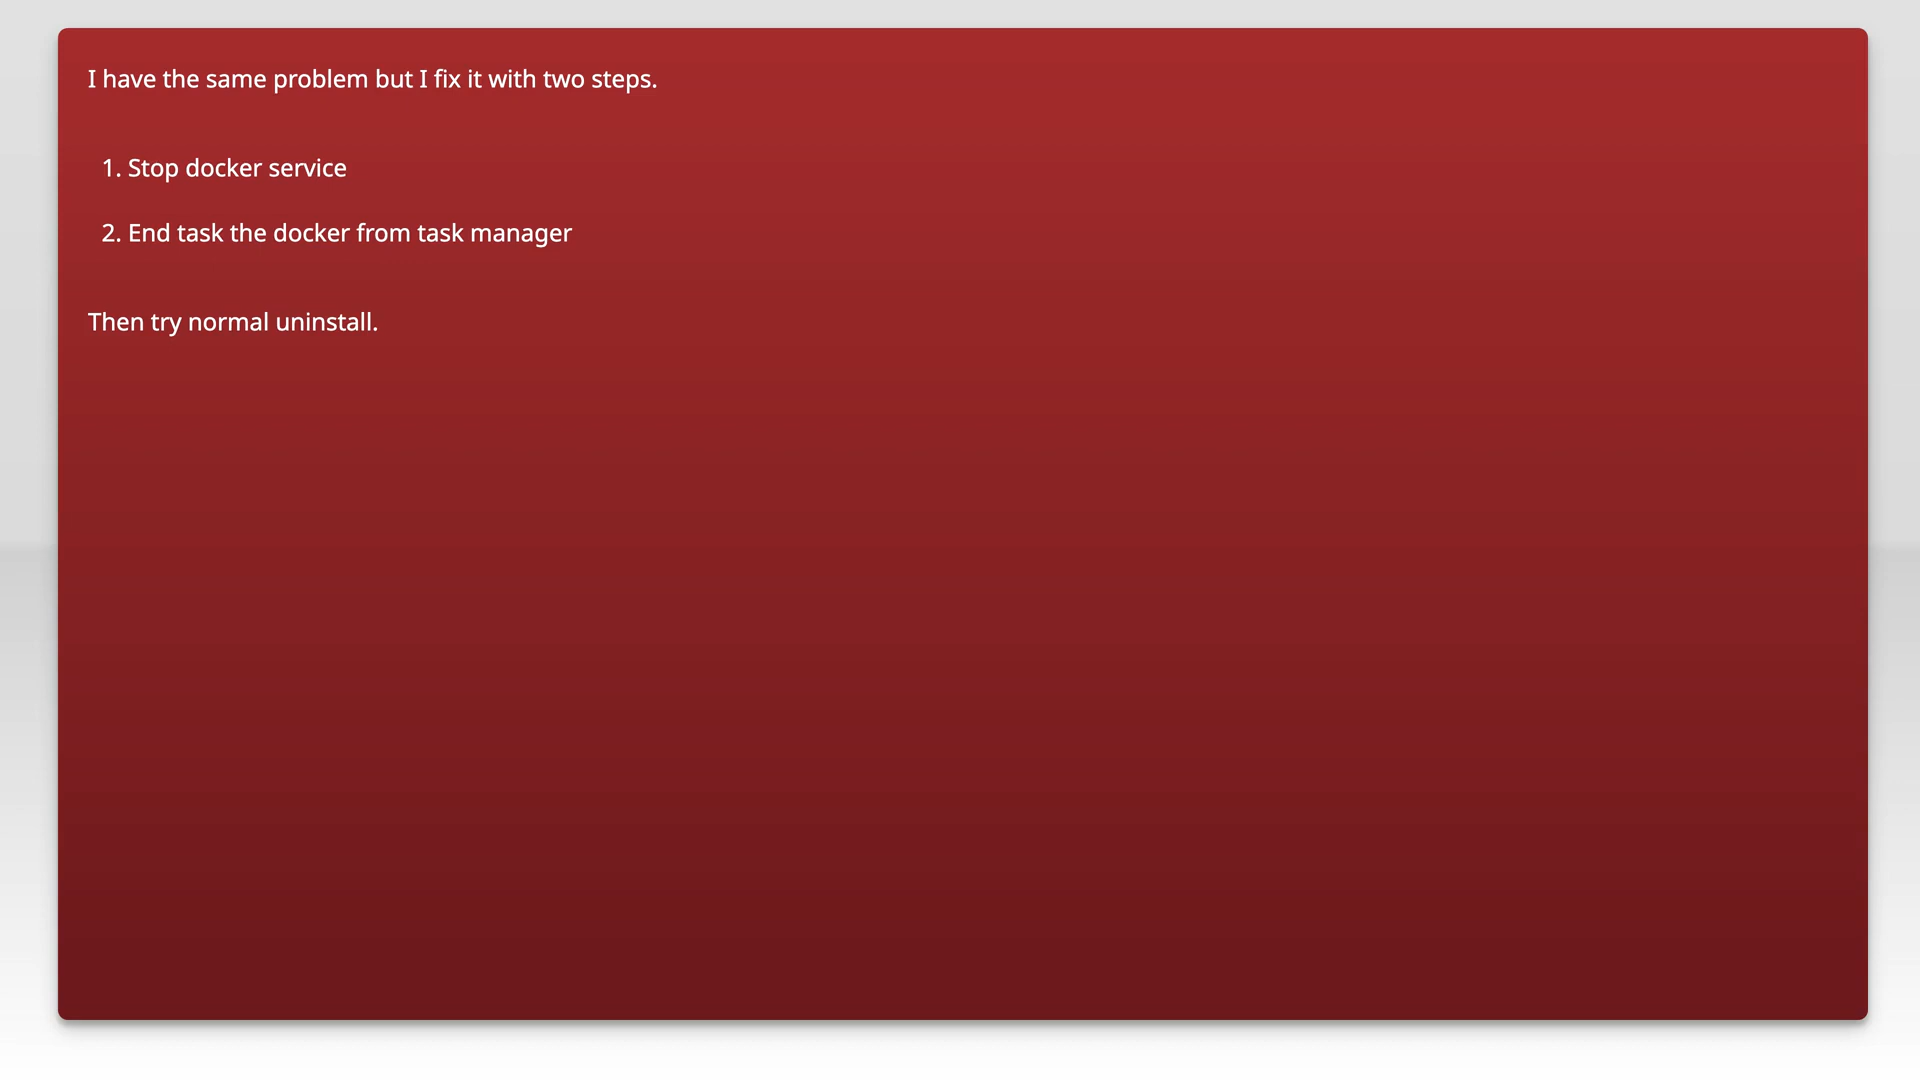 I have the same problem but I fix it with two steps.
1. Stop docker service
2. End task the docker from task manager
Then try normal uninstall.